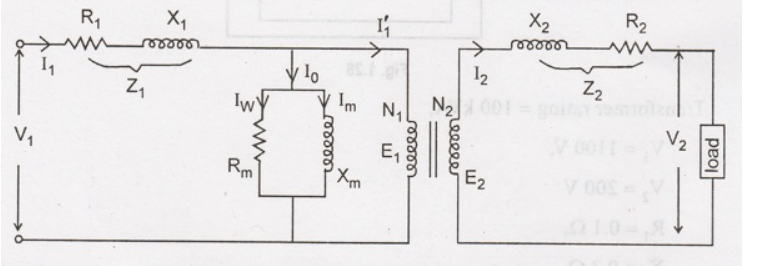 R₁
X₁
I₁
Z₁
V₁
I₀
I_W
I_m
R_m
X_m
I₁′
N₁
N₂
E₁
E₂
I₂
X₂
R₂
Z₂
V₂
load
Fig. 1.28
Transformer rating = 100 k
V₁ = 1100 V,
V₂ = 200 V
R₁ = 0.1 Ω,